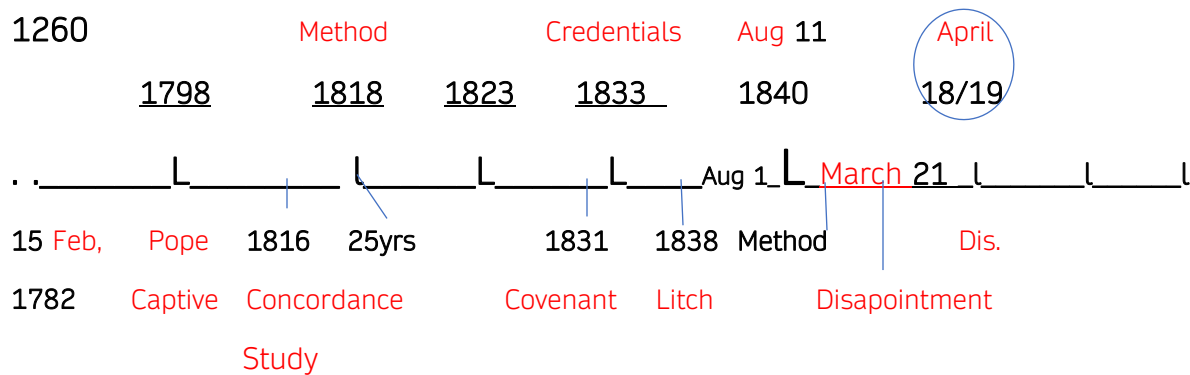 1260 Method Credentials Aug 11 April
1798 1818 1823 1833 1840 18/19
. . L l L L Aug 1_ L March 21 l l l
15 Feb, Pope 1816 25yrs 1831 1838 Method Dis.
1782 Captive Concordance Covenant Litch Disapointment
Study